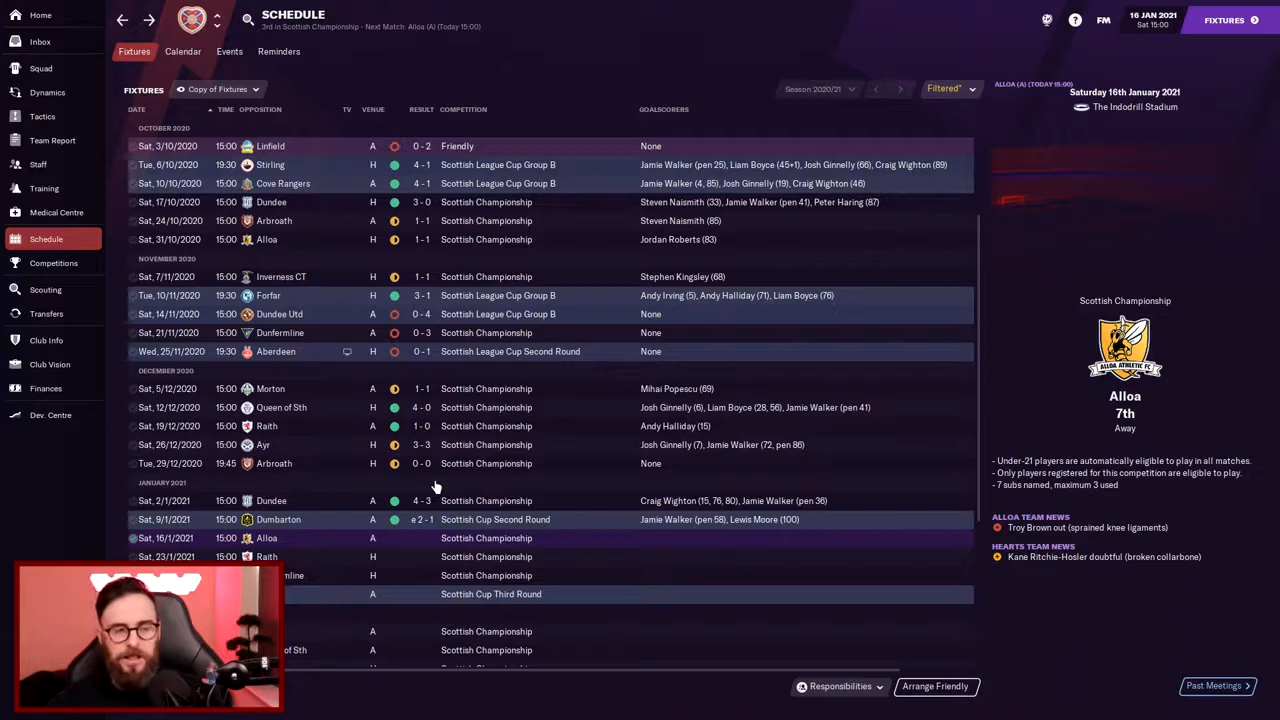 Home
Inbox
Squad
Dynamics
Tactics
Team Report
Staff
Training
Medical Centre
Schedule
Competitions
Scouting
Transfers
Club Info
Club Vision
Finances
Dev. Centre
SCHEDULE
3rd in Scottish Championship - Next Match: Alloa (A) (Today 15:00)
FM
16 JAN 2021
Sat 15:00
FIXTURES
Fixtures Calendar Events Reminders
FIXTURES Copy of Fixtures Season 2020/21 Filtered*
DATE TIME OPPOSITION TV VENUE RESULT COMPETITION GOALSCORERS
OCTOBER 2020
Sat, 3/10/2020 15:00 Linfield A 0 - 2 Friendly None
Tue, 6/10/2020 19:30 Stirling H 4 - 1 Scottish League Cup Group B Jamie Walker (pen 25), Liam Boyce (45+1), Josh Ginnelly (66), Craig Wighton (89)
Sat, 10/10/2020 15:00 Cove Rangers A 4 - 1 Scottish League Cup Group B Jamie Walker (4, 85), Josh Ginnelly (19), Craig Wighton (46)
Sat, 17/10/2020 15:00 Dundee H 3 - 0 Scottish Championship Steven Naismith (33), Jamie Walker (pen 41), Peter Haring (87)
Sat, 24/10/2020 15:00 Arbroath A 1 - 1 Scottish Championship Steven Naismith (85)
Sat, 31/10/2020 15:00 Alloa H 1 - 1 Scottish Championship Jordan Roberts (83)
NOVEMBER 2020
Sat, 7/11/2020 15:00 Inverness CT H 1 - 1 Scottish Championship Stephen Kingsley (68)
Tue, 10/11/2020 19:30 Forfar H 3 - 1 Scottish League Cup Group B Andy Irving (5), Andy Halliday (71), Liam Boyce (76)
Sat, 14/11/2020 15:00 Dundee Utd A 0 - 4 Scottish League Cup Group B None
Sat, 21/11/2020 15:00 Dunfermline A 0 - 3 Scottish Championship None
Wed, 25/11/2020 19:30 Aberdeen H 0 - 1 Scottish League Cup Second Round None
DECEMBER 2020
Sat, 5/12/2020 15:00 Morton A 1 - 1 Scottish Championship Mihai Popescu (69)
Sat, 12/12/2020 15:00 Queen of Sth H 4 - 0 Scottish Championship Josh Ginnelly (6), Liam Boyce (28, 56), Jamie Walker (pen 41)
Sat, 19/12/2020 15:00 Raith A 1 - 0 Scottish Championship Andy Halliday (15)
Sat, 26/12/2020 15:00 Ayr H 3 - 3 Scottish Championship Josh Ginnelly (7), Jamie Walker (72, pen 86)
Tue, 29/12/2020 19:45 Arbroath H 0 - 0 Scottish Championship None
JANUARY 2021
Sat, 2/1/2021 15:00 Dundee A 4 - 3 Scottish Championship Craig Wighton (15, 76, 80), Jamie Walker (pen 36)
Sat, 9/1/2021 15:00 Dumbarton A e 2 - 1 Scottish Cup Second Round Jamie Walker (pen 58), Lewis Moore (100)
Sat, 16/1/2021 15:00 Alloa A Scottish Championship
Sat, 23/1/2021 15:00 Raith H Scottish Championship
mline H Scottish Championship
A Scottish Cup Third Round
A Scottish Championship
of Sth A Scottish Championship
Responsibilities Arrange Friendly
ALLOA (A) (TODAY 15:00)
Saturday 16th January 2021
The Indodrill Stadium
Scottish Championship
ALLOA ATHLETIC FC
Alloa
7th
Away
- Under-21 players are automatically eligible to play in all matches.
- Only players registered for this competition are eligible to play.
- 7 subs named, maximum 3 used
ALLOA TEAM NEWS
Troy Brown out (sprained knee ligaments)
HEARTS TEAM NEWS
Kane Ritchie-Hosler doubtful (broken collarbone)
Past Meetings